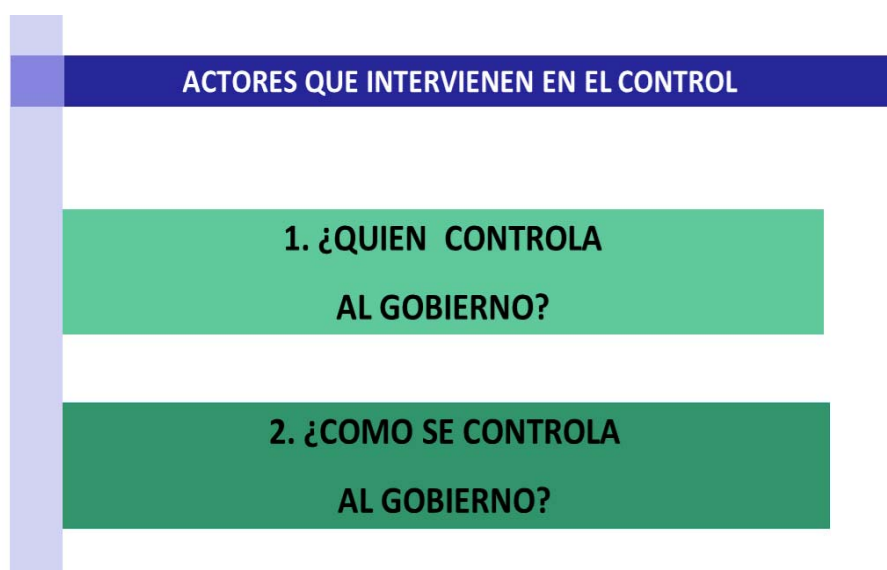 ACTORES QUE INTERVIENEN EN EL CONTROL
1. ¿QUIEN CONTROLA
AL GOBIERNO?
2. ¿COMO SE CONTROLA
AL GOBIERNO?